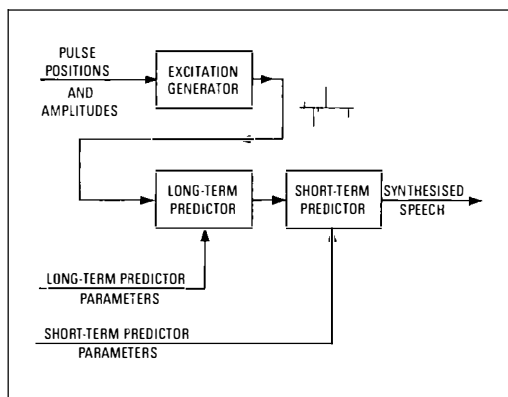 PULSE
POSITIONS
AND
AMPLITUDES
EXCITATION
GENERATOR
LONG-TERM
PREDICTOR
SHORT-TERM
PREDICTOR
SYNTHESISED
SPEECH
LONG-TERM PREDICTOR
PARAMETERS
SHORT-TERM PREDICTOR
PARAMETERS